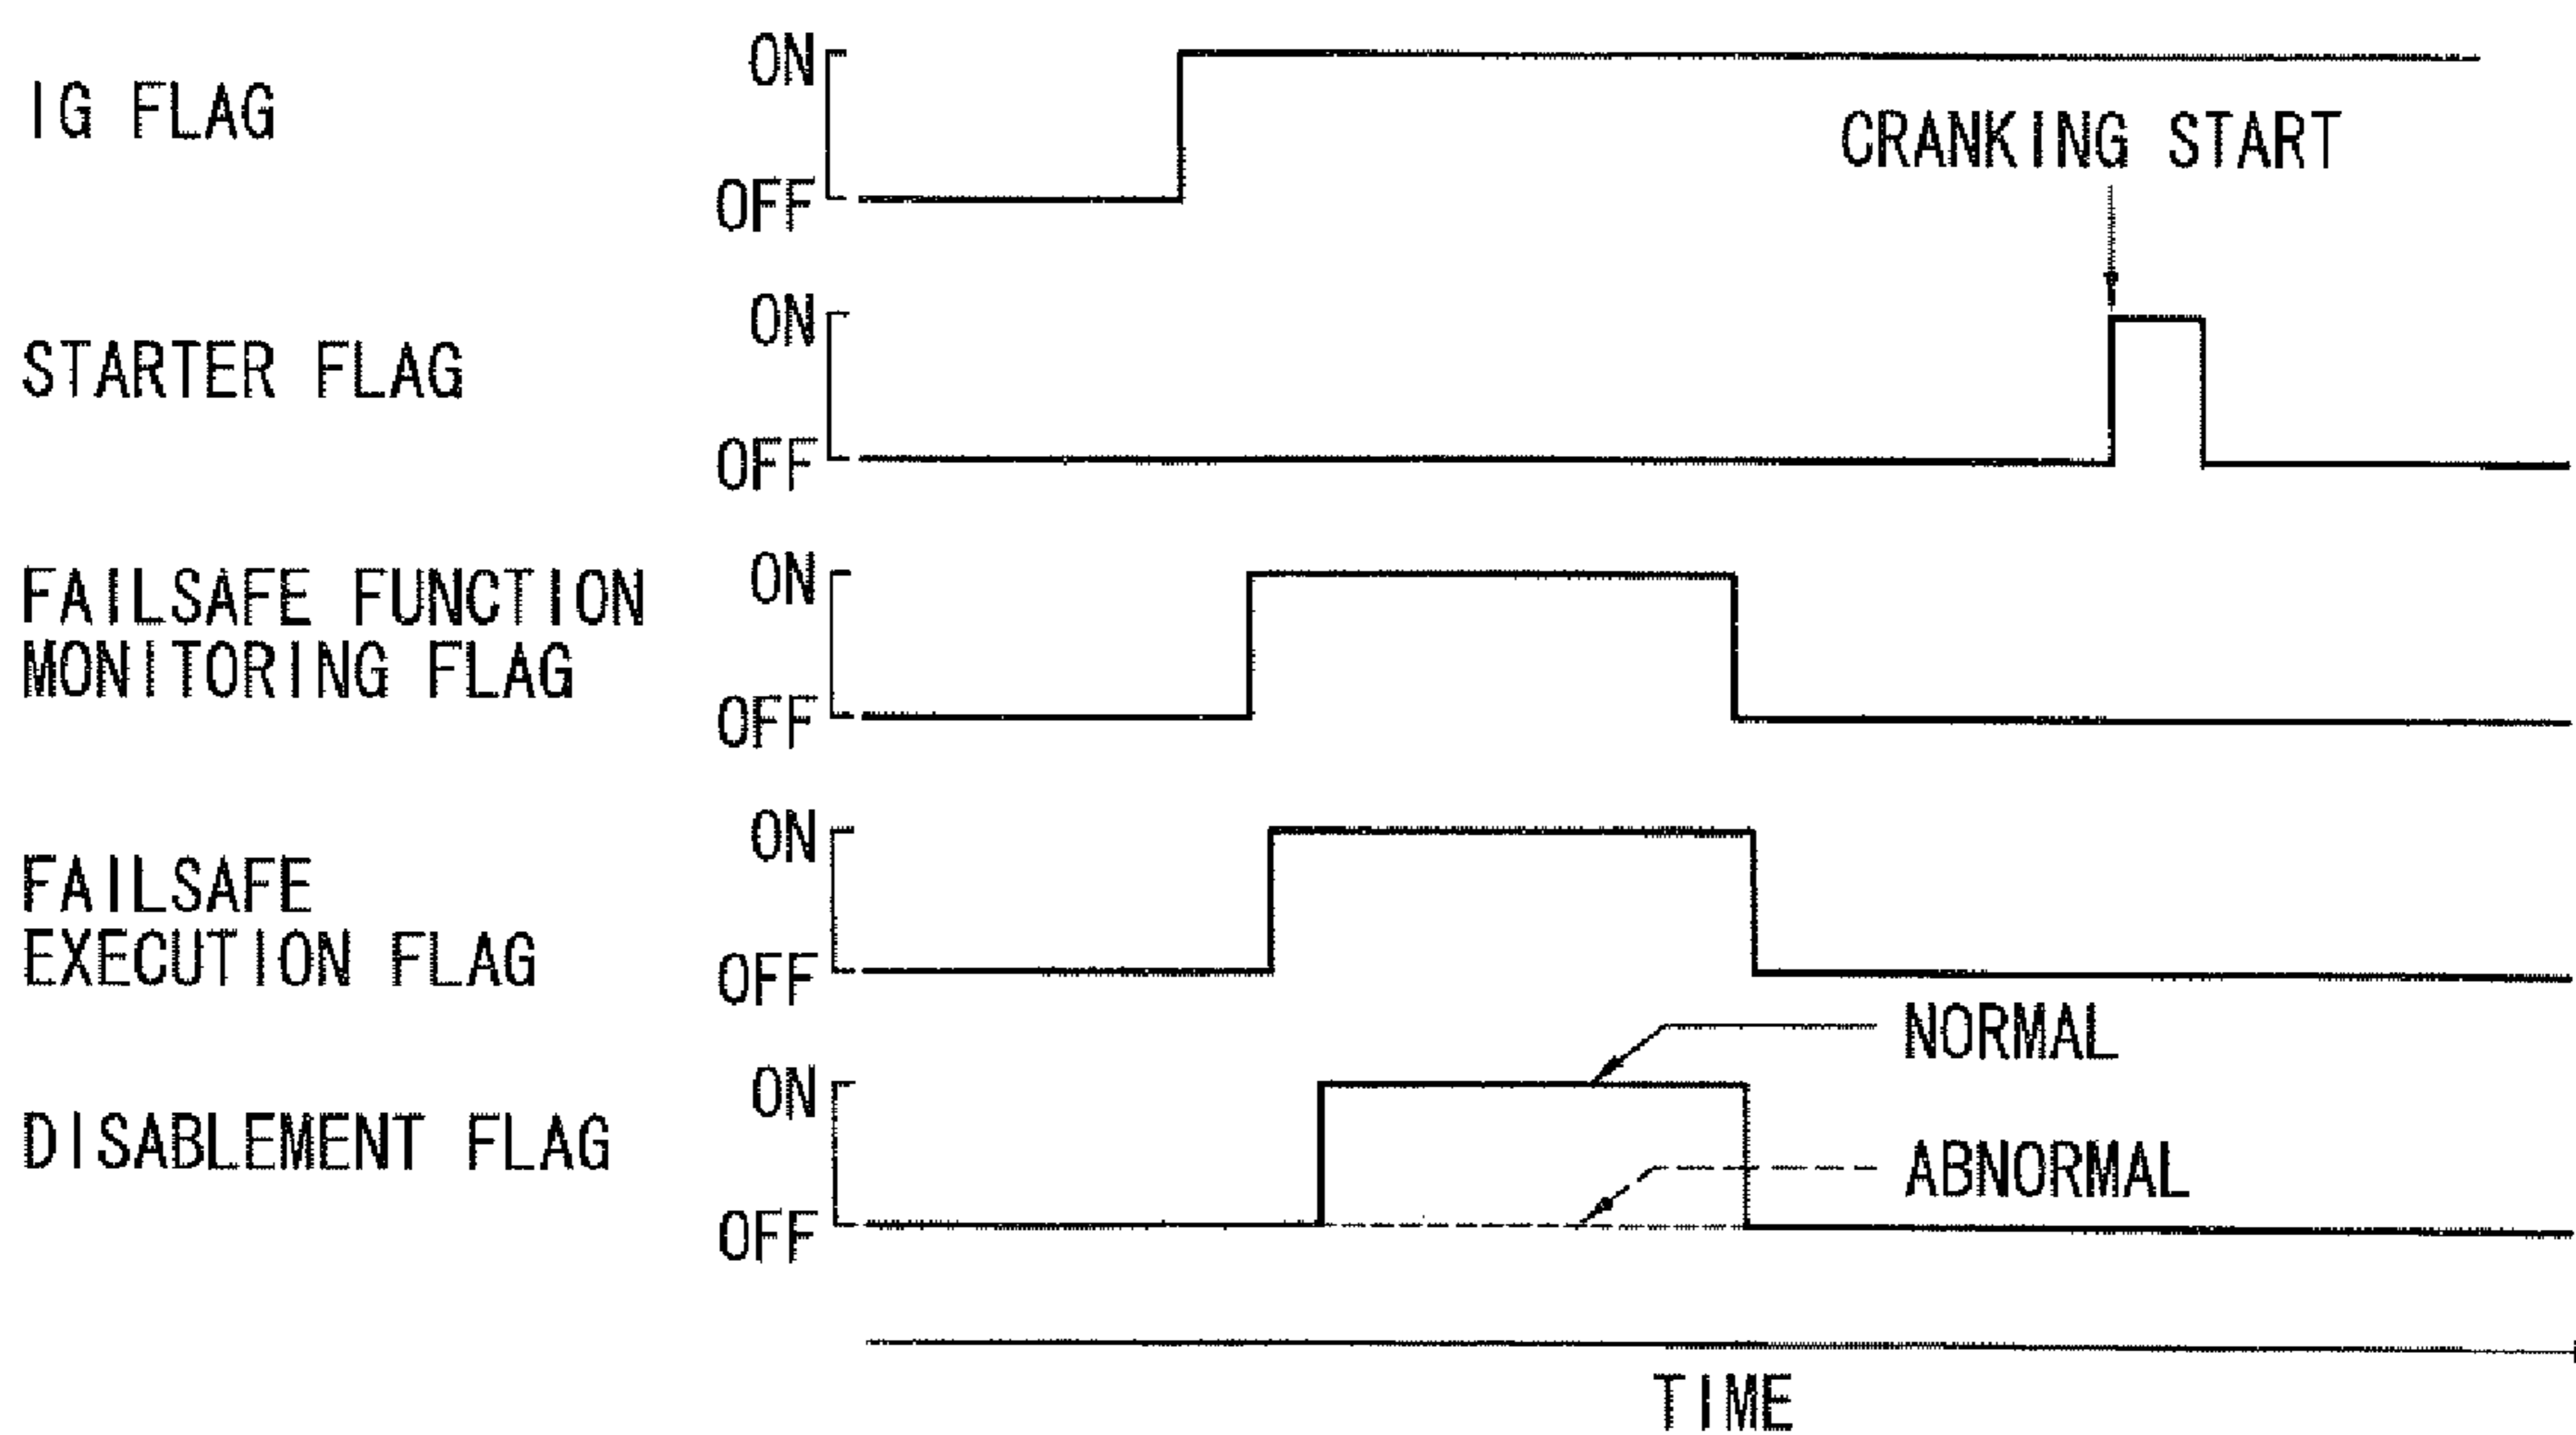 IG FLAG
ON
OFF
CRANKING START
STARTER FLAG
ON
OFF
FAILSAFE FUNCTION
MONITORING FLAG
ON
OFF
FAILSAFE
EXECUTION FLAG
ON
OFF
NORMAL
DISABLEMENT FLAG
ON
OFF
ABNORMAL
TIME